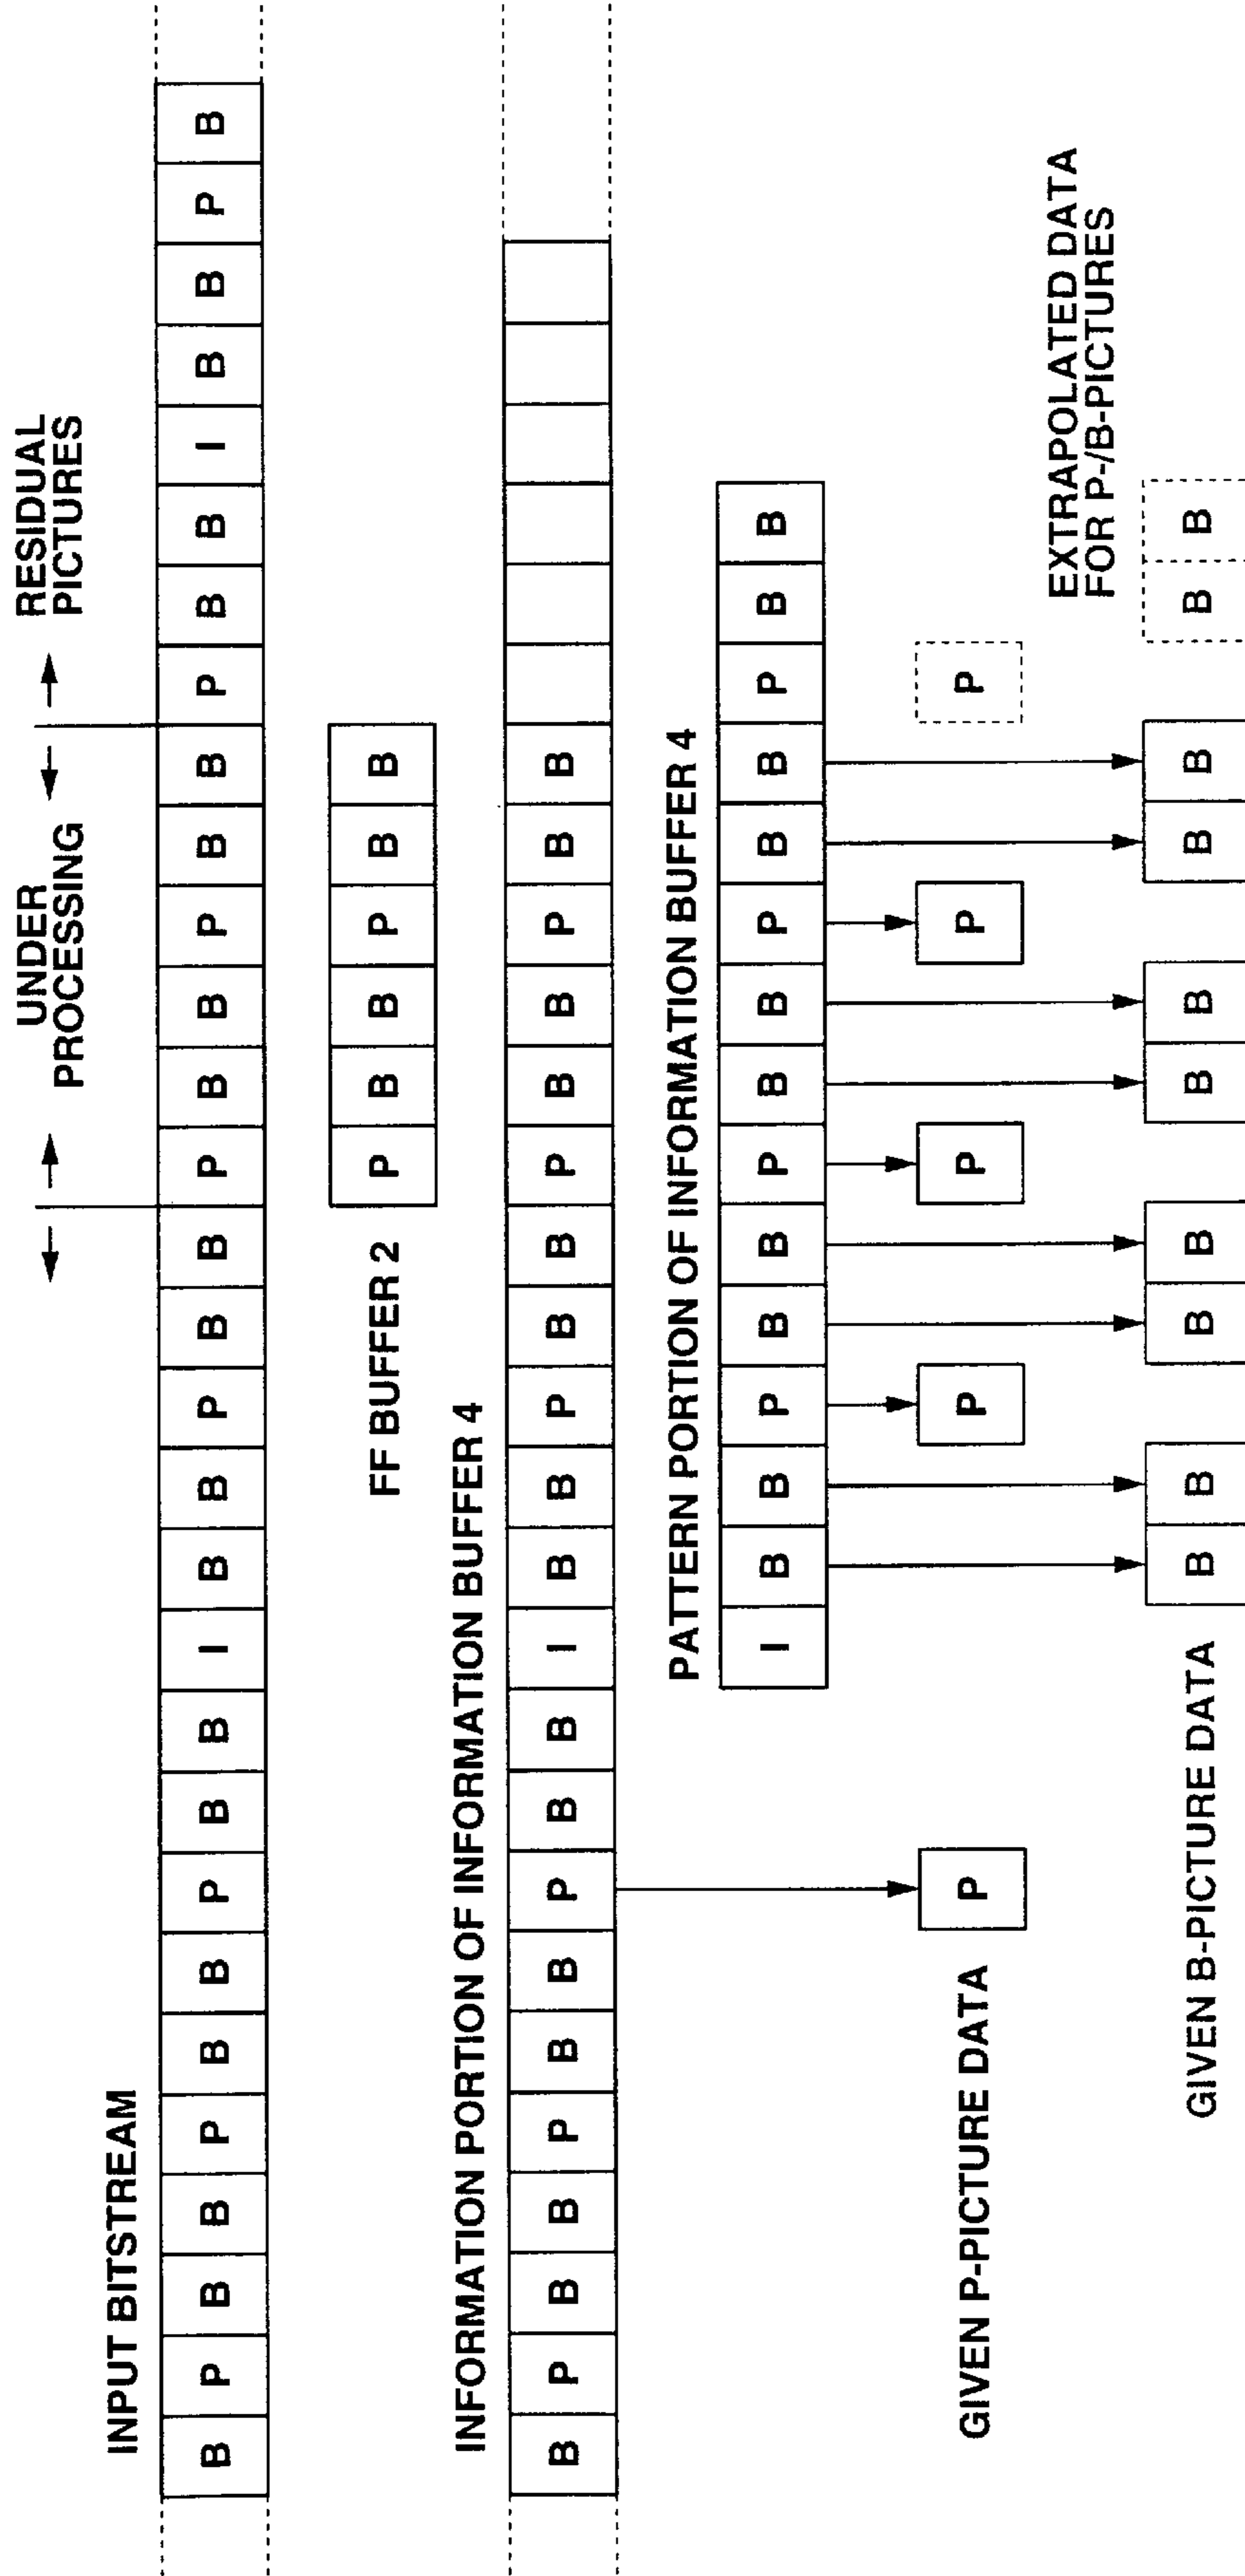 UNDER
PROCESSING
RESIDUAL
PICTURES
INPUT BITSTREAM
B P B B P B B P B B I B B P B B P B B P B B P B B I B B P B
FF BUFFER 2
P B B P B B
INFORMATION PORTION OF INFORMATION BUFFER 4
B P B B P B B P B B I B B P B B P B B P B B
PATTERN PORTION OF INFORMATION BUFFER 4
I B B P B B P B B P B B P B B
GIVEN P-PICTURE DATA
P P P P P
EXTRAPOLATED DATA
FOR P-/B-PICTURES
GIVEN B-PICTURE DATA
B B B B B B B B B B